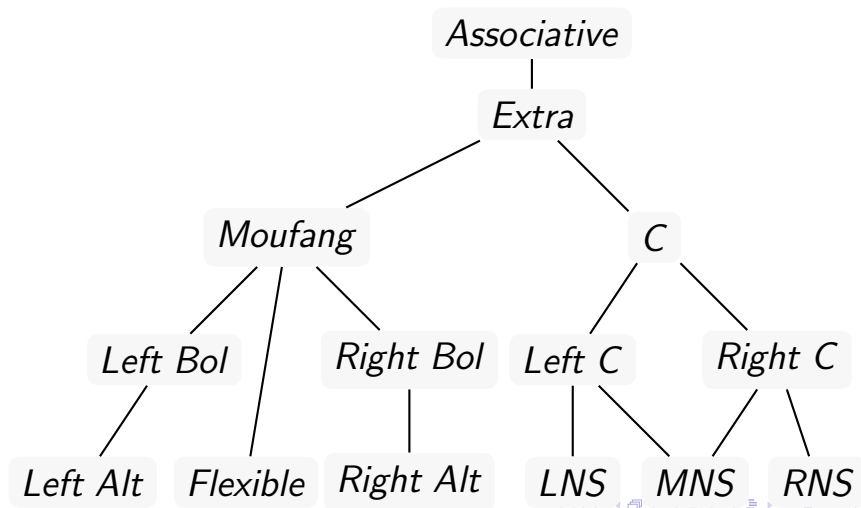 Associative
Extra
Moufang
C
Left Bol
Right Bol
Left C
Right C
Left Alt
Flexible
Right Alt
LNS
MNS
RNS